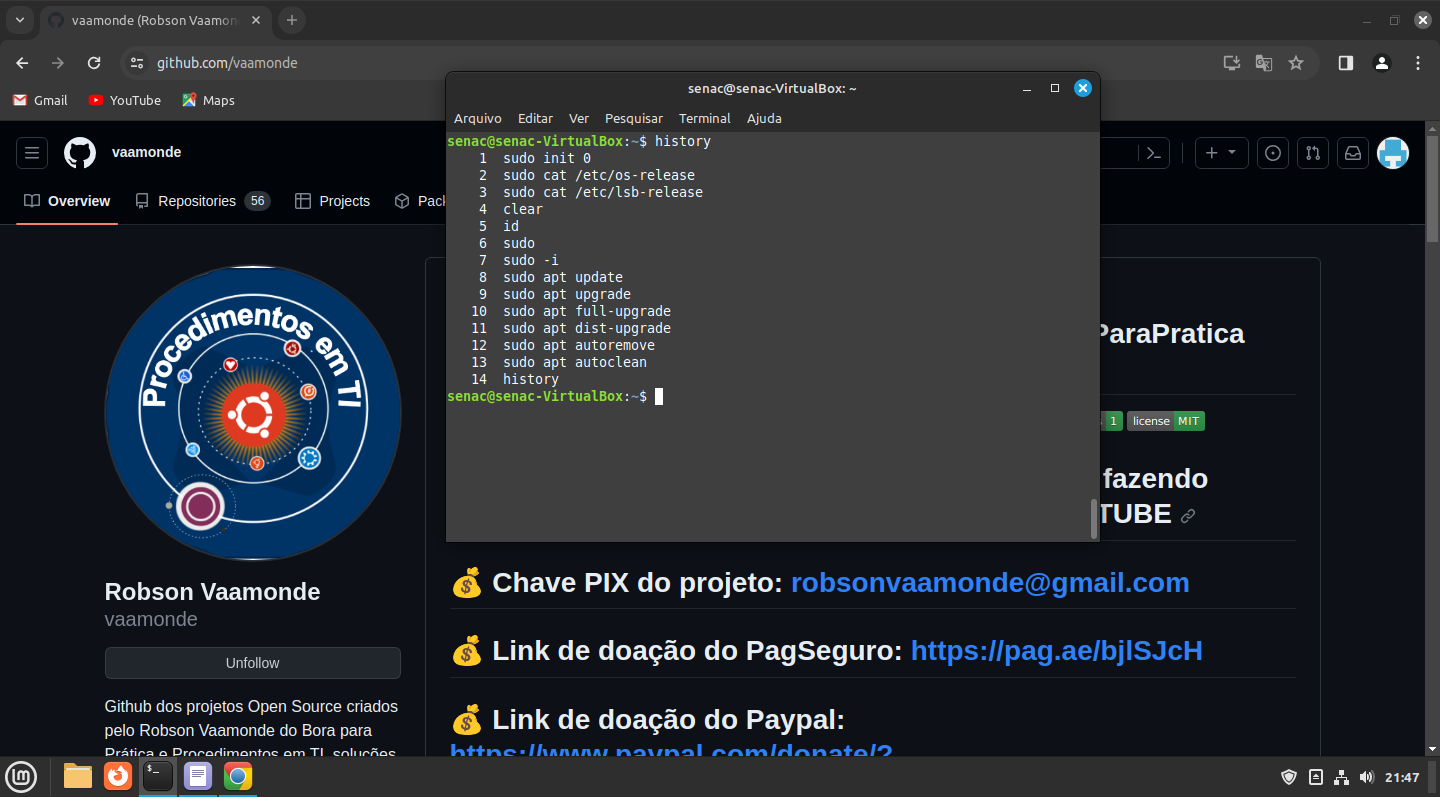 vaamonde (Robson Vaamon
github.com/vaamonde
Gmail
YouTube
Maps
senac@senac-VirtualBox: ~
Arquivo Editar Ver Pesquisar Terminal Ajuda
senac@senac-VirtualBox:~$ history
1 sudo init 0
2 sudo cat /etc/os-release
3 sudo cat /etc/lsb-release
4 clear
5 id
6 sudo
7 sudo -i
8 sudo apt update
9 sudo apt upgrade
10 sudo apt full-upgrade
11 sudo apt dist-upgrade
12 sudo apt autoremove
13 sudo apt autoclean
14 history
senac@senac-VirtualBox:~$
vaamonde
Overview Repositories 56 Projects Pack
Procedimentos em TI
Robson Vaamonde
vaamonde
Unfollow
Github dos projetos Open Source criados
pelo Robson Vaamonde do Bora para
Prática e Procedimentos em TI, soluções
ParaPratica
1 license MIT
fazendo
TUBE
💰 Chave PIX do projeto: robsonvaamonde@gmail.com
💰 Link de doação do PagSeguro: https://pag.ae/bjlSJcH
💰 Link de doação do Paypal:
https://www.paypal.com/donate/?
21:47